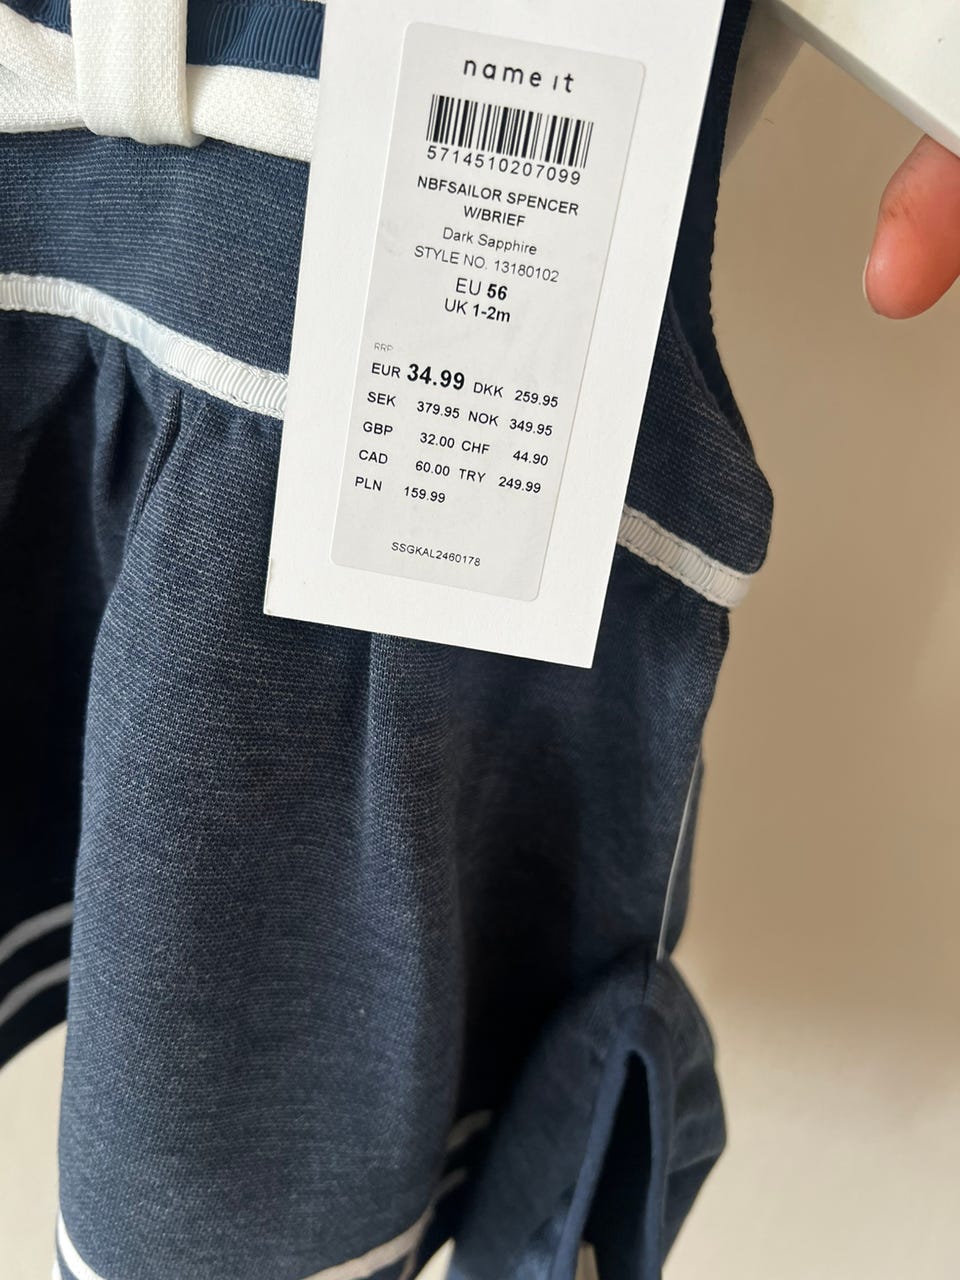 name it
5714510207099
NBFSAILOR SPENCER
W/BRIEF
Dark Sapphire
STYLE NO. 13180102
EU 56
UK 1-2m
RRP
EUR 34.99 DKK 259.95
SEK 379.95 NOK 349.95
GBP 32.00 CHF 44.90
CAD 60.00 TRY 249.99
PLN 159.99
SSGKAL2460178